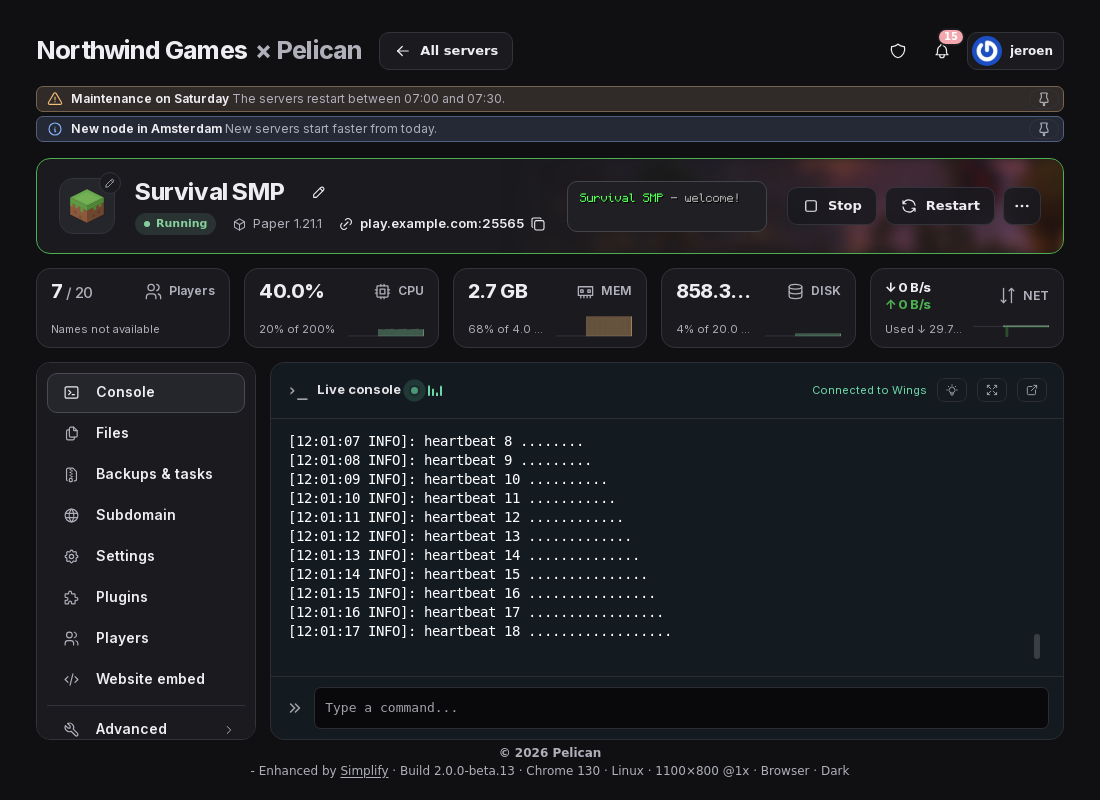 Northwind Games × Pelican
All servers
15
jeroen
Maintenance on Saturday The servers restart between 07:00 and 07:30.
New node in Amsterdam New servers start faster from today.
Survival SMP
Running
Paper 1.21.1
play.example.com:25565
Survival SMP - welcome!
Stop
Restart
7 / 20
Players
Names not available
40.0%
CPU
20% of 200%
2.7 GB
MEM
68% of 4.0 ...
858.3...
DISK
4% of 20.0 ...
↓ 0 B/s
↑ 0 B/s
NET
Used ↓ 29.7...
Console
Files
Backups & tasks
Subdomain
Settings
Plugins
Players
Website embed
Advanced
Live console
Connected to Wings
[12:01:07 INFO]: heartbeat 8 ........
[12:01:08 INFO]: heartbeat 9 .........
[12:01:09 INFO]: heartbeat 10 ..........
[12:01:10 INFO]: heartbeat 11 ...........
[12:01:11 INFO]: heartbeat 12 ............
[12:01:12 INFO]: heartbeat 13 .............
[12:01:13 INFO]: heartbeat 14 ..............
[12:01:14 INFO]: heartbeat 15 ...............
[12:01:15 INFO]: heartbeat 16 ................
[12:01:16 INFO]: heartbeat 17 .................
[12:01:17 INFO]: heartbeat 18 ..................
Type a command...
© 2026 Pelican
- Enhanced by Simplify · Build 2.0.0-beta.13 · Chrome 130 · Linux · 1100×800 @1x · Browser · Dark